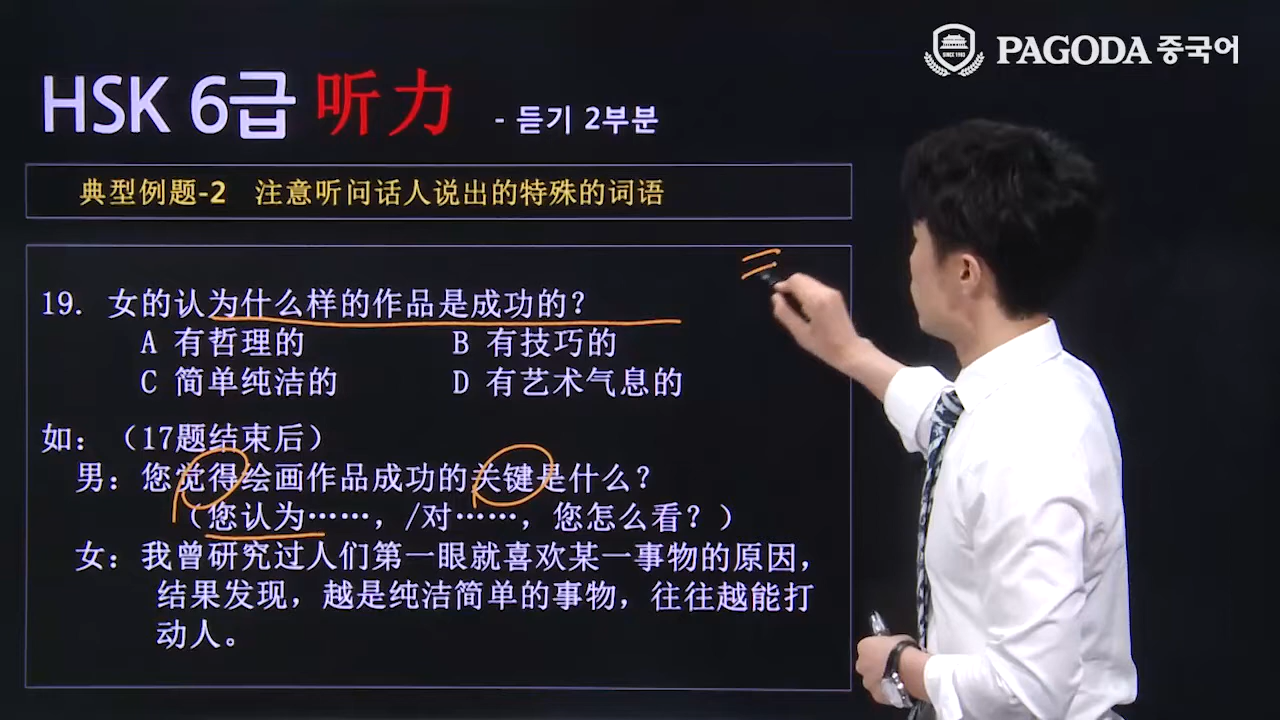 SINCE 1983
PAGODA 중국어
HSK 6급 听力 - 듣기 2부분
典型例题-2 注意听问话人说出的特殊的词语
19. 女的认为什么样的作品是成功的？
A 有哲理的 B 有技巧的
C 简单纯洁的 D 有艺术气息的
如：（17题结束后）
男：您觉得绘画作品成功的关键是什么？
（您认为……，/对……，您怎么看？）
女：我曾研究过人们第一眼就喜欢某一事物的原因，
结果发现，越是纯洁简单的事物，往往越能打
动人。